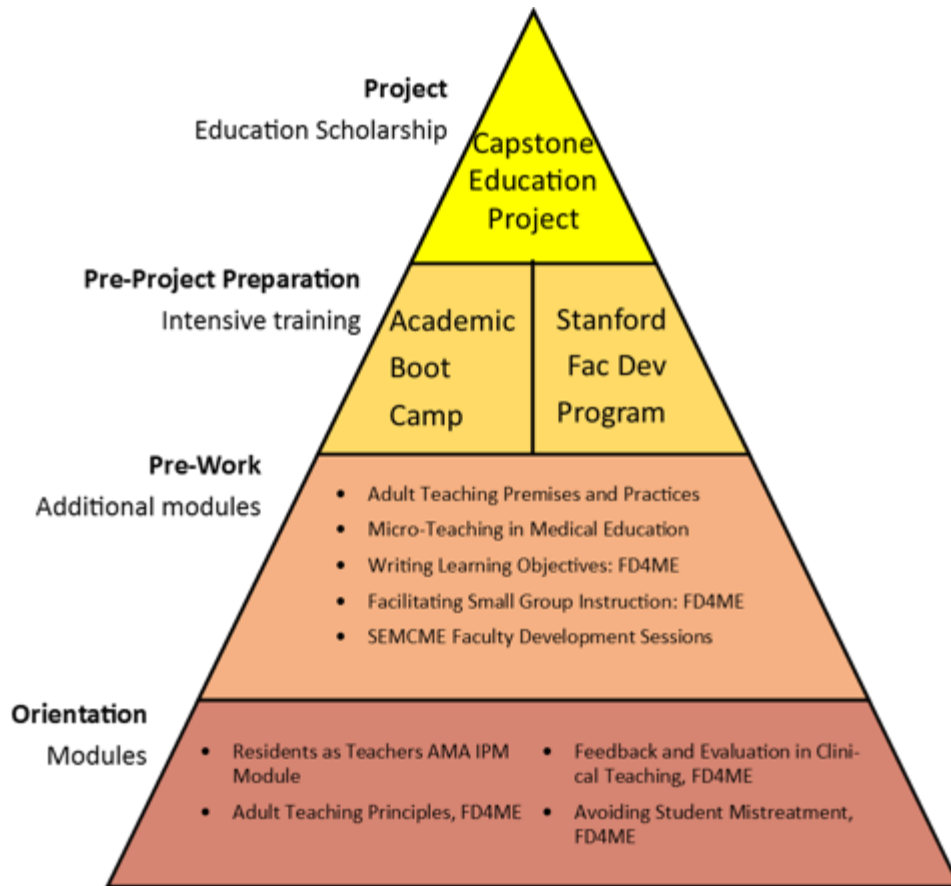 Project
Education Scholarship
Capstone
Education
Project
Pre-Project Preparation
Intensive training
Academic
Boot
Camp
Stanford
Fac Dev
Program
Pre-Work
Additional modules
• Adult Teaching Premises and Practices
• Micro-Teaching in Medical Education
• Writing Learning Objectives: FD4ME
• Facilitating Small Group Instruction: FD4ME
• SEMCME Faculty Development Sessions
Orientation
Modules
• Residents as Teachers AMA IPM
Module
• Adult Teaching Principles, FD4ME
• Feedback and Evaluation in Clini-
cal Teaching, FD4ME
• Avoiding Student Mistreatment,
FD4ME